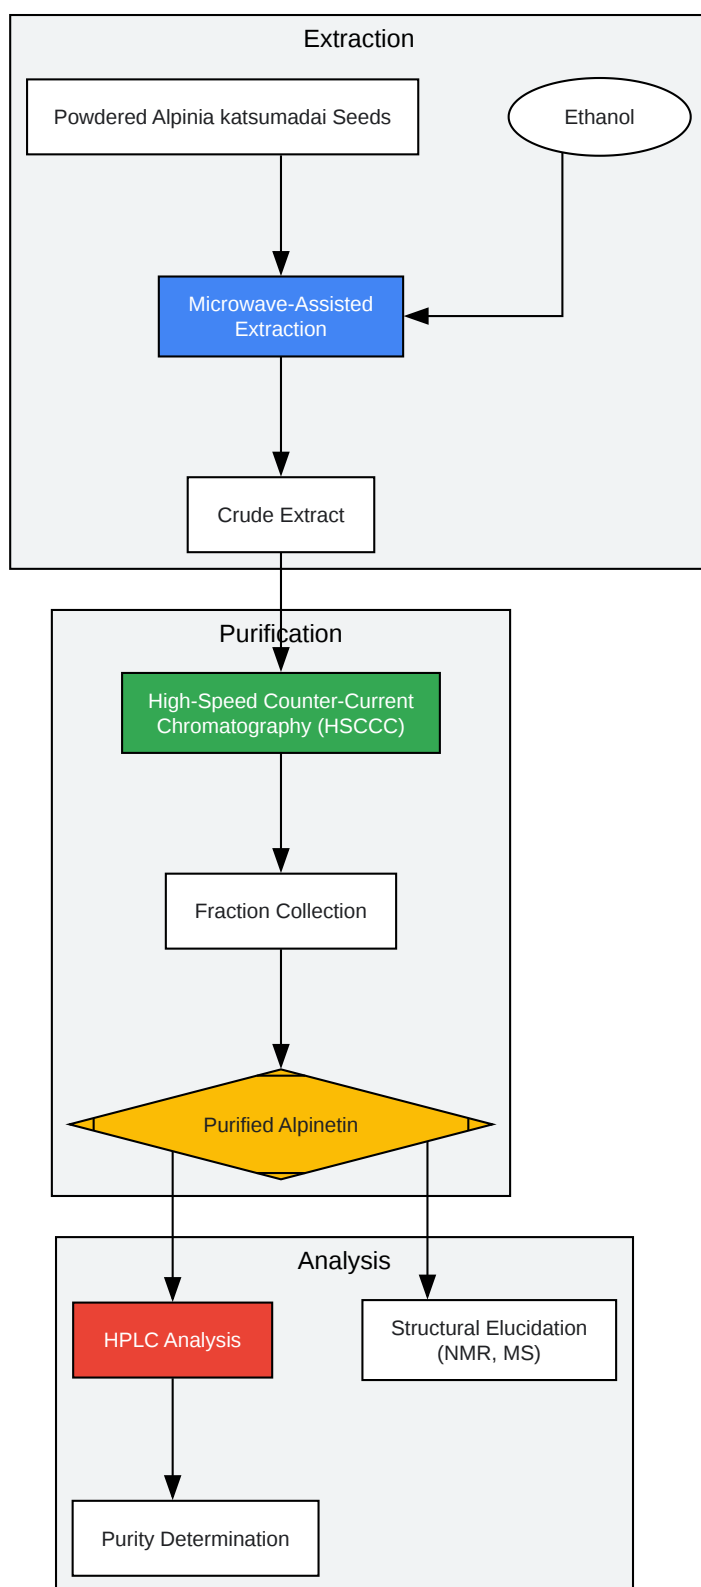 Extraction
Powdered Alpinia katsumadai Seeds
Ethanol
Microwave-Assisted
Extraction
Crude Extract
Purification
High-Speed Counter-Current
Chromatography (HSCCC)
Fraction Collection
Purified Alpinetin
Analysis
HPLC Analysis
Structural Elucidation
(NMR, MS)
Purity Determination